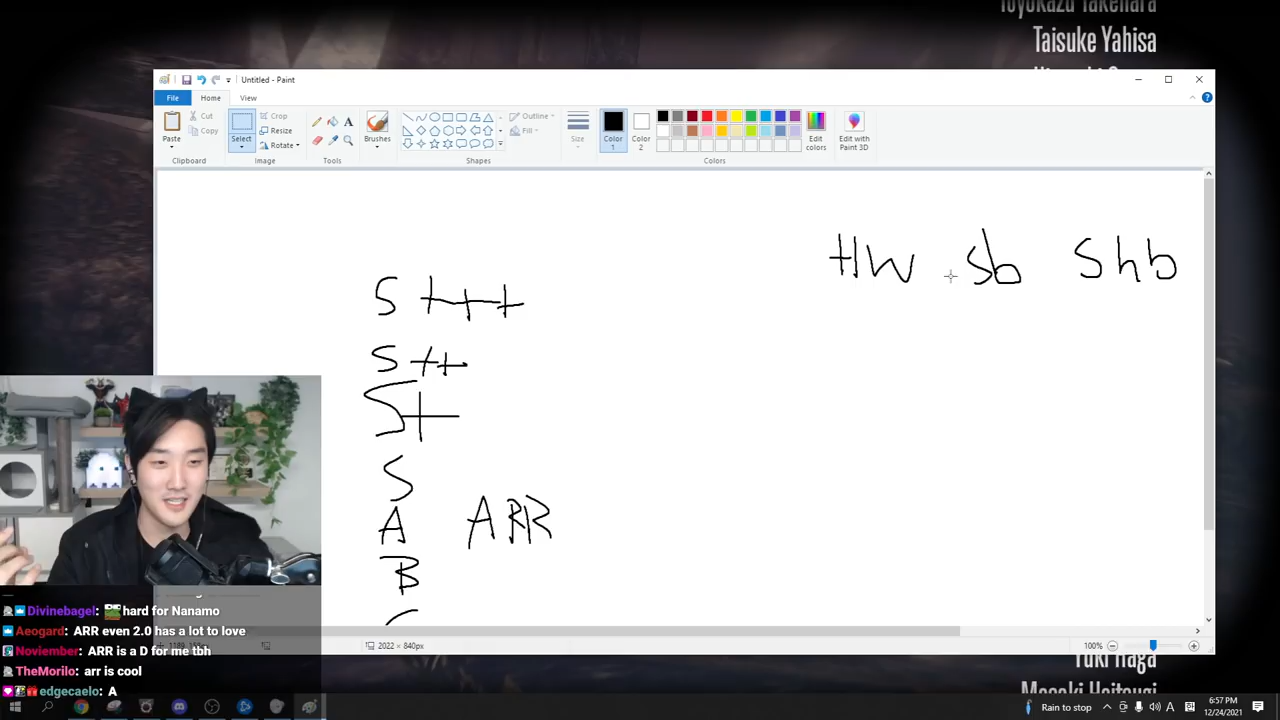 Toyokazu Takehara
Taisuke Yahisa
Untitled - Paint
File
Home
View
Paste
Cut
Copy
Clipboard
Select
Crop
Resize
Rotate
Image
Tools
Brushes
Shapes
Outline
Fill
Size
Color 1
Color 2
Edit colors
Edit with Paint 3D
Colors
HW Sb Shb
S +++
S ++
S+
S
A ARR
B
Divinebagel: hard for Nanamo
Aeogard: ARR even 2.0 has a lot to love
Noviember: ARR is a D for me tbh
TheMorilo: arr is cool
edgecaelo: A
2022 × 840px
100%
Yuki Haga
Rain to stop
6:57 PM
12/24/2021